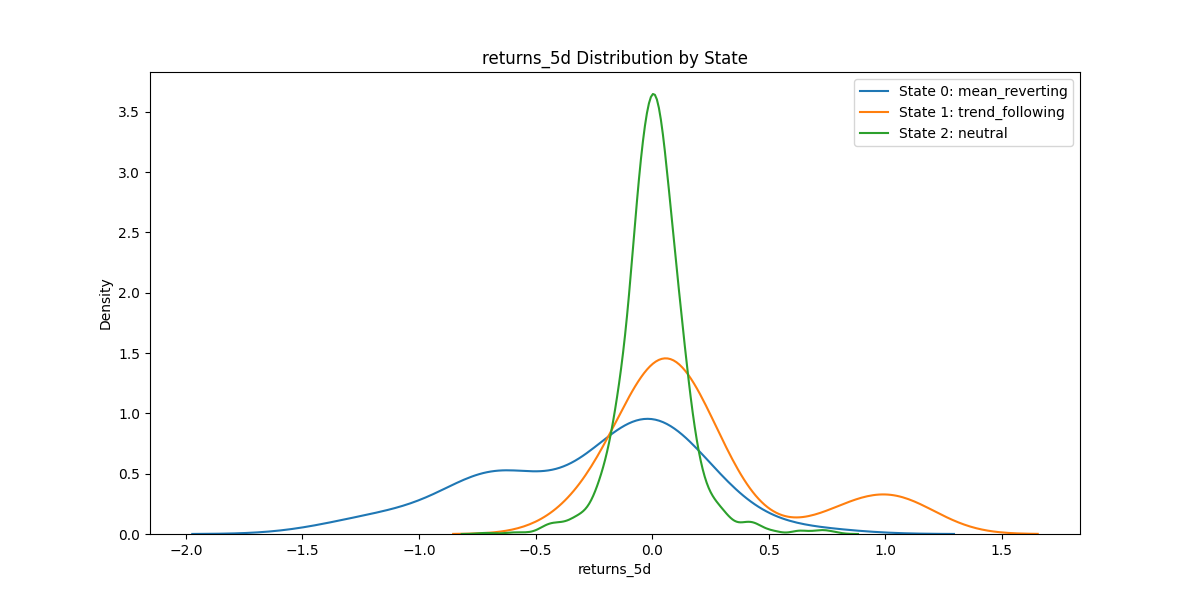 returns_5d Distribution by State
State 0: mean_reverting
State 1: trend_following
State 2: neutral
Density
3.5
3.0
2.5
2.0
1.5
1.0
0.5
0.0
−2.0 −1.5 −1.0 −0.5 0.0 0.5 1.0 1.5
returns_5d